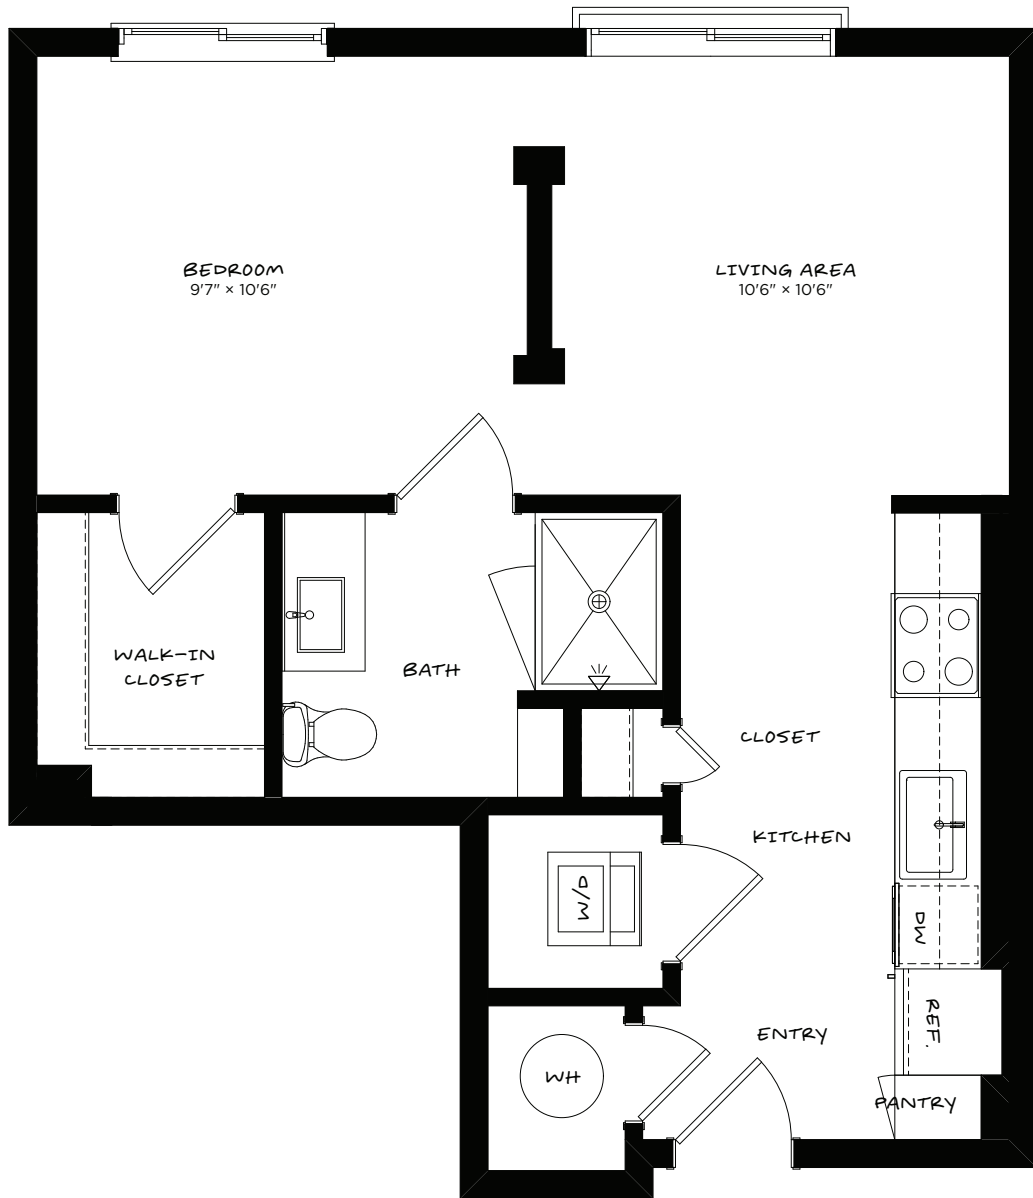 BEDROOM
9'7" × 10'6"
LIVING AREA
10'6" × 10'6"
WALK-IN
CLOSET
BATH
CLOSET
KITCHEN
W/D
DW
REF.
ENTRY
WH
PANTRY